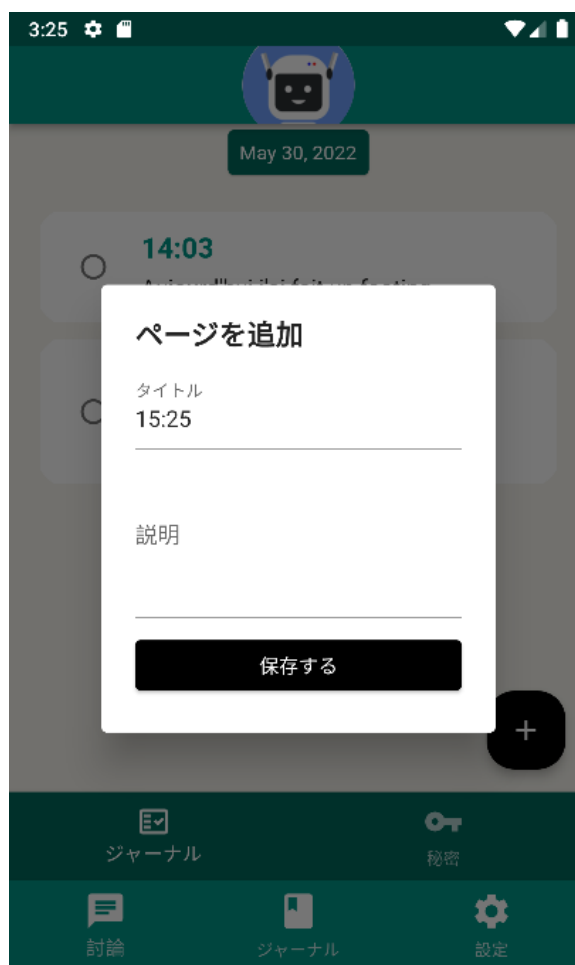 3:25
May 30, 2022
14:03
ページを追加
タイトル
15:25
説明
保存する
+
ジャーナル
秘密
討論
ジャーナル
設定